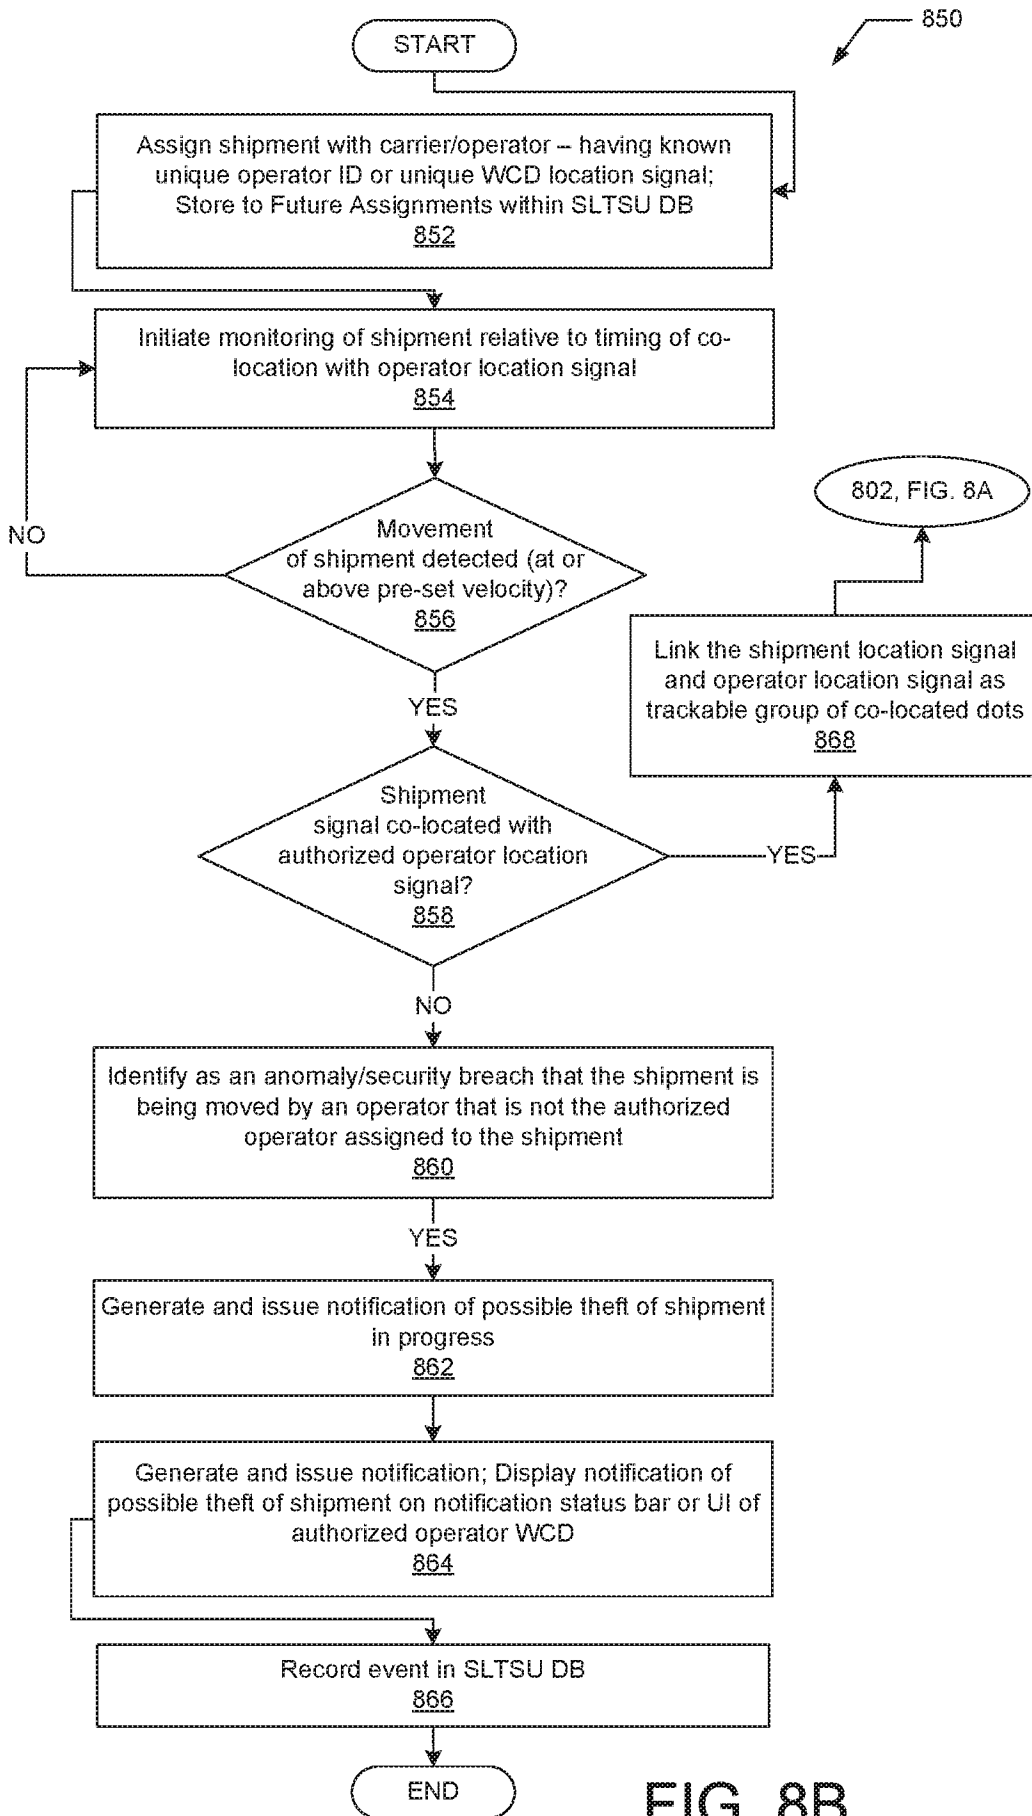 850
START
Assign shipment with carrier/operator – having known
unique operator ID or unique WCD location signal;
Store to Future Assignments within SLTSU DB
852
Initiate monitoring of shipment relative to timing of co-
location with operator location signal
854
802, FIG. 8A
NO
Movement
of shipment detected (at or
above pre-set velocity)?
856
Link the shipment location signal
and operator location signal as
trackable group of co-located dots
868
YES
Shipment
signal co-located with
authorized operator location
signal?
858
YES
NO
Identify as an anomaly/security breach that the shipment is
being moved by an operator that is not the authorized
operator assigned to the shipment
860
YES
Generate and issue notification of possible theft of shipment
in progress
862
Generate and issue notification; Display notification of
possible theft of shipment on notification status bar or UI of
authorized operator WCD
864
Record event in SLTSU DB
866
END
FIG. 8B